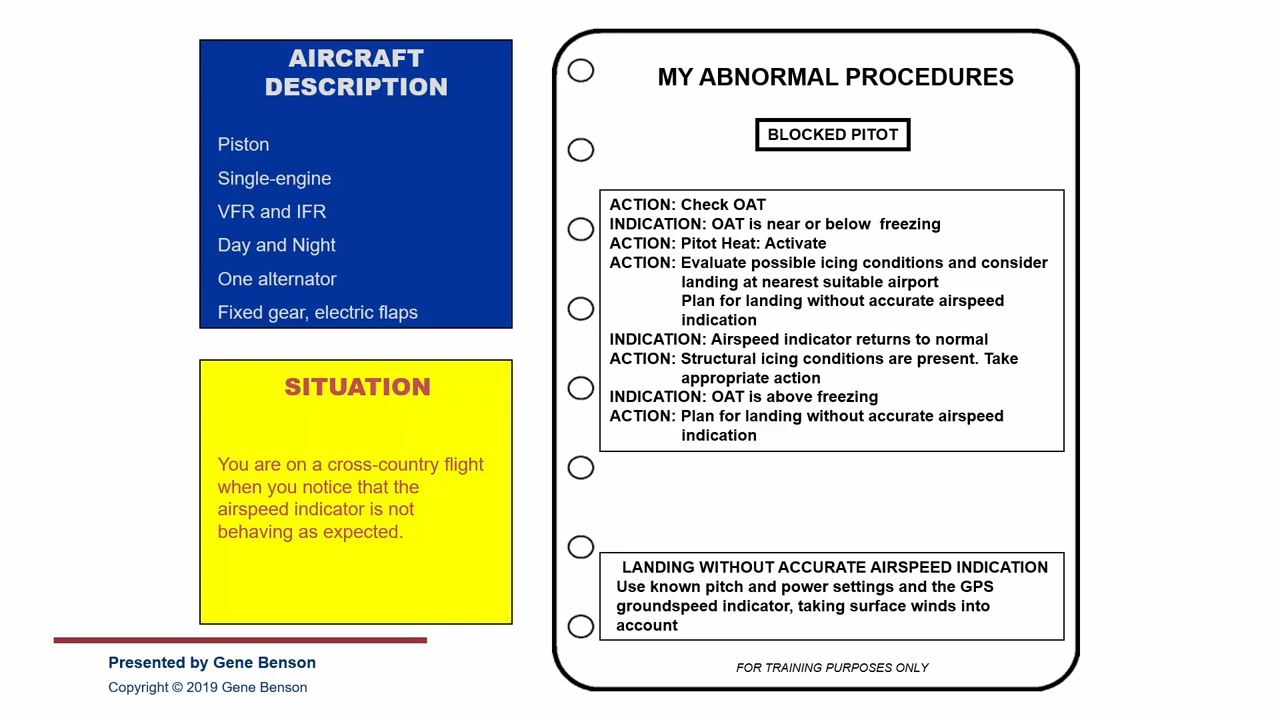 AIRCRAFT
DESCRIPTION
Piston
Single-engine
VFR and IFR
Day and Night
One alternator
Fixed gear, electric flaps
SITUATION
You are on a cross-country flight
when you notice that the
airspeed indicator is not
behaving as expected.
Presented by Gene Benson
Copyright © 2019 Gene Benson
MY ABNORMAL PROCEDURES
BLOCKED PITOT
ACTION: Check OAT
INDICATION: OAT is near or below freezing
ACTION: Pitot Heat: Activate
ACTION: Evaluate possible icing conditions and consider
landing at nearest suitable airport
Plan for landing without accurate airspeed
indication
INDICATION: Airspeed indicator returns to normal
ACTION: Structural icing conditions are present. Take
appropriate action
INDICATION: OAT is above freezing
ACTION: Plan for landing without accurate airspeed
indication
LANDING WITHOUT ACCURATE AIRSPEED INDICATION
Use known pitch and power settings and the GPS
groundspeed indicator, taking surface winds into
account
FOR TRAINING PURPOSES ONLY